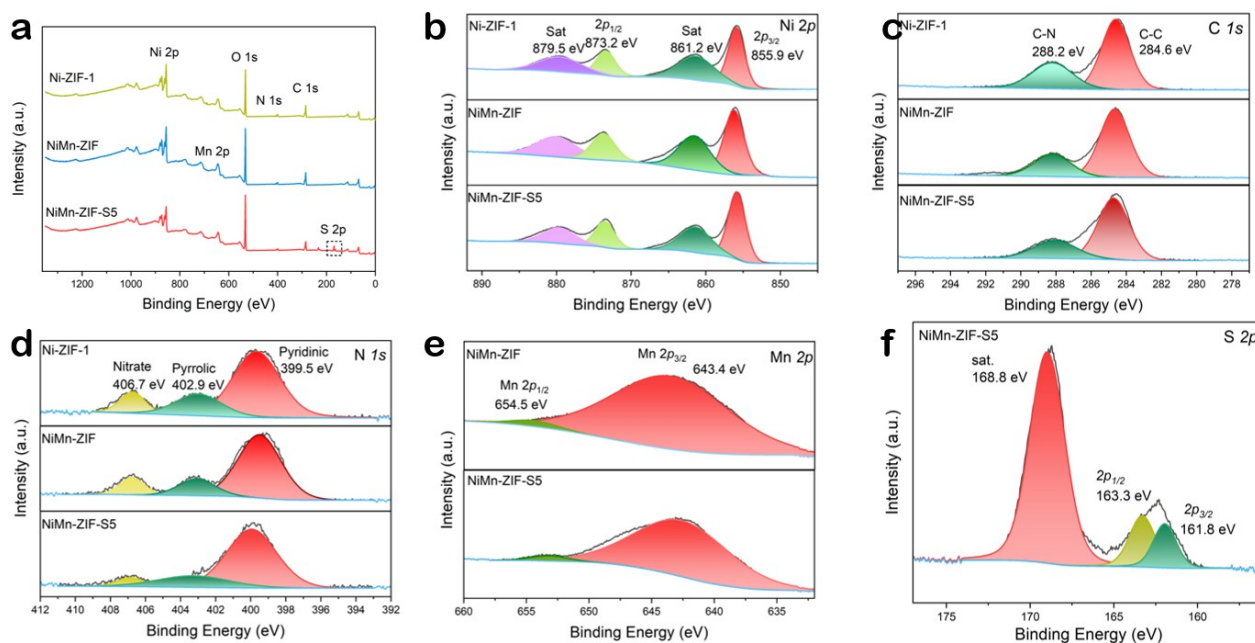 a
Ni-ZIF-1
Ni 2p
O 1s
N 1s
C 1s
NiMn-ZIF
Mn 2p
NiMn-ZIF-S5
S 2p
Intensity (a.u.)
1200 1000 800 600 400 200 0
Binding Energy (eV)
b
Ni-ZIF-1
Ni 2p
Sat
879.5 eV
2p1/2
873.2 eV
Sat
861.2 eV
2p3/2
855.9 eV
NiMn-ZIF
NiMn-ZIF-S5
Intensity (a.u.)
890 880 870 860 850
Binding Energy (eV)
c
Ni-ZIF-1
C 1s
C-N
288.2 eV
C-C
284.6 eV
NiMn-ZIF
NiMn-ZIF-S5
Intensity (a.u.)
296 294 292 290 288 286 284 282 280 278
Binding Energy (eV)
d
Ni-ZIF-1
N 1s
Nitrate
406.7 eV
Pyrrolic
402.9 eV
Pyridinic
399.5 eV
NiMn-ZIF
NiMn-ZIF-S5
Intensity (a.u.)
412 410 408 406 404 402 400 398 396 394 392
Binding Energy (eV)
e
NiMn-ZIF
Mn 2p
Mn 2p3/2
643.4 eV
Mn 2p1/2
654.5 eV
NiMn-ZIF-S5
Intensity (a.u.)
660 655 650 645 640 635
Binding Energy (eV)
f
NiMn-ZIF-S5
S 2p
sat.
168.8 eV
2p1/2
163.3 eV
2p3/2
161.8 eV
Intensity (a.u.)
175 170 165 160
Binding Energy (eV)